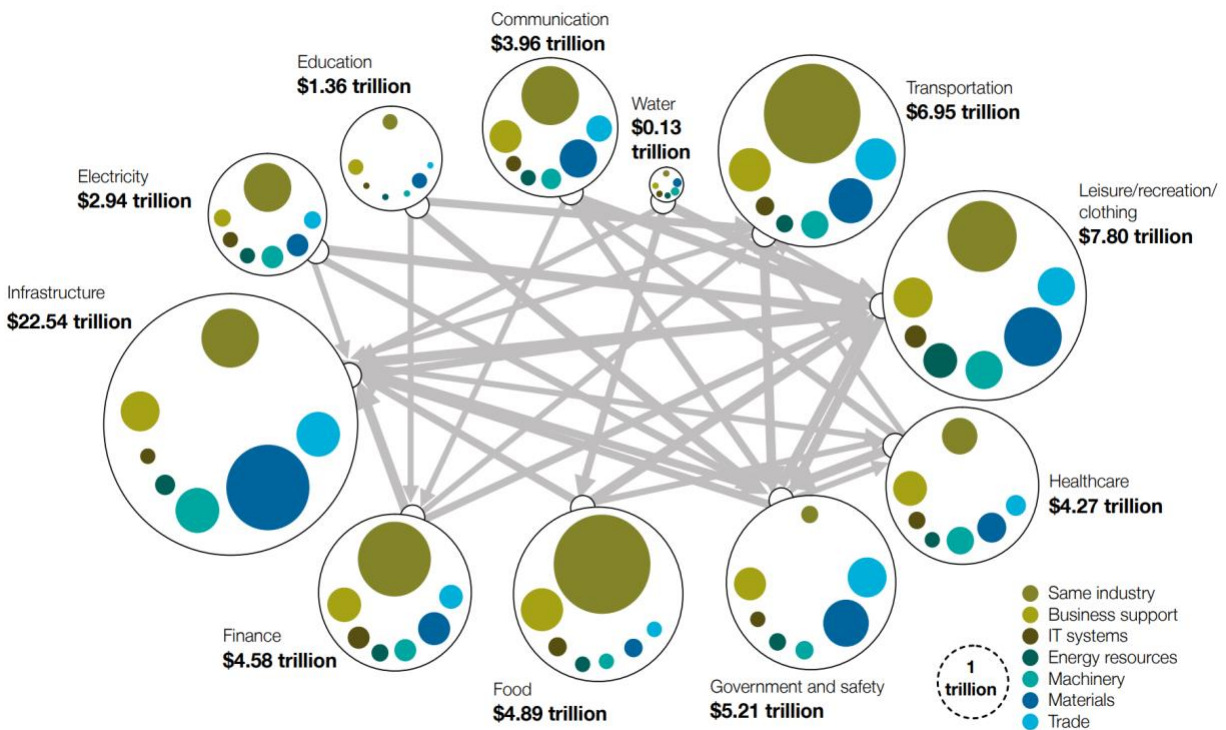 Communication
$3.96 trillion
Education
$1.36 trillion
Water
$0.13
trillion
Transportation
$6.95 trillion
Electricity
$2.94 trillion
Leisure/recreation/
clothing
$7.80 trillion
Infrastructure
$22.54 trillion
Healthcare
$4.27 trillion
Finance
$4.58 trillion
Food
$4.89 trillion
Government and safety
$5.21 trillion
1
trillion
Same industry
Business support
IT systems
Energy resources
Machinery
Materials
Trade